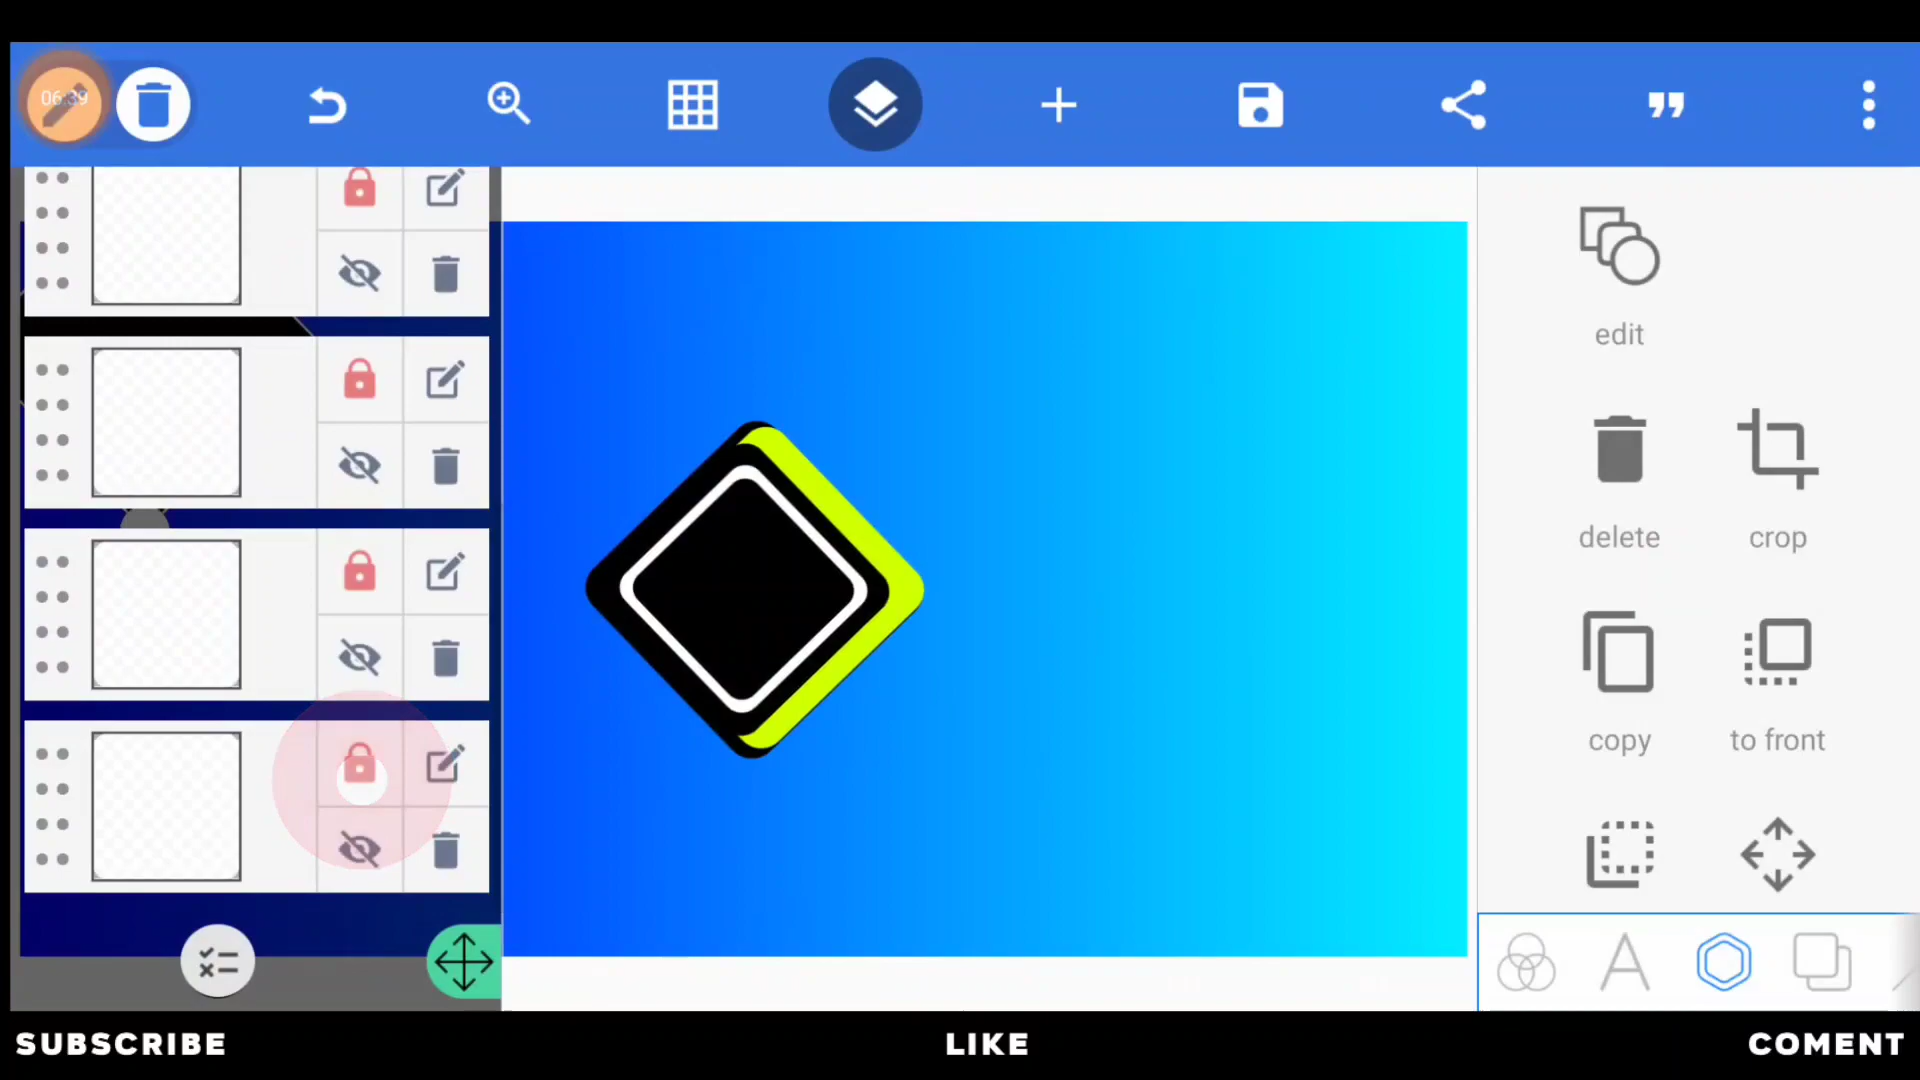 06:39
edit
delete
crop
copy
to front
SUBSCRIBE
LIKE
COMENT